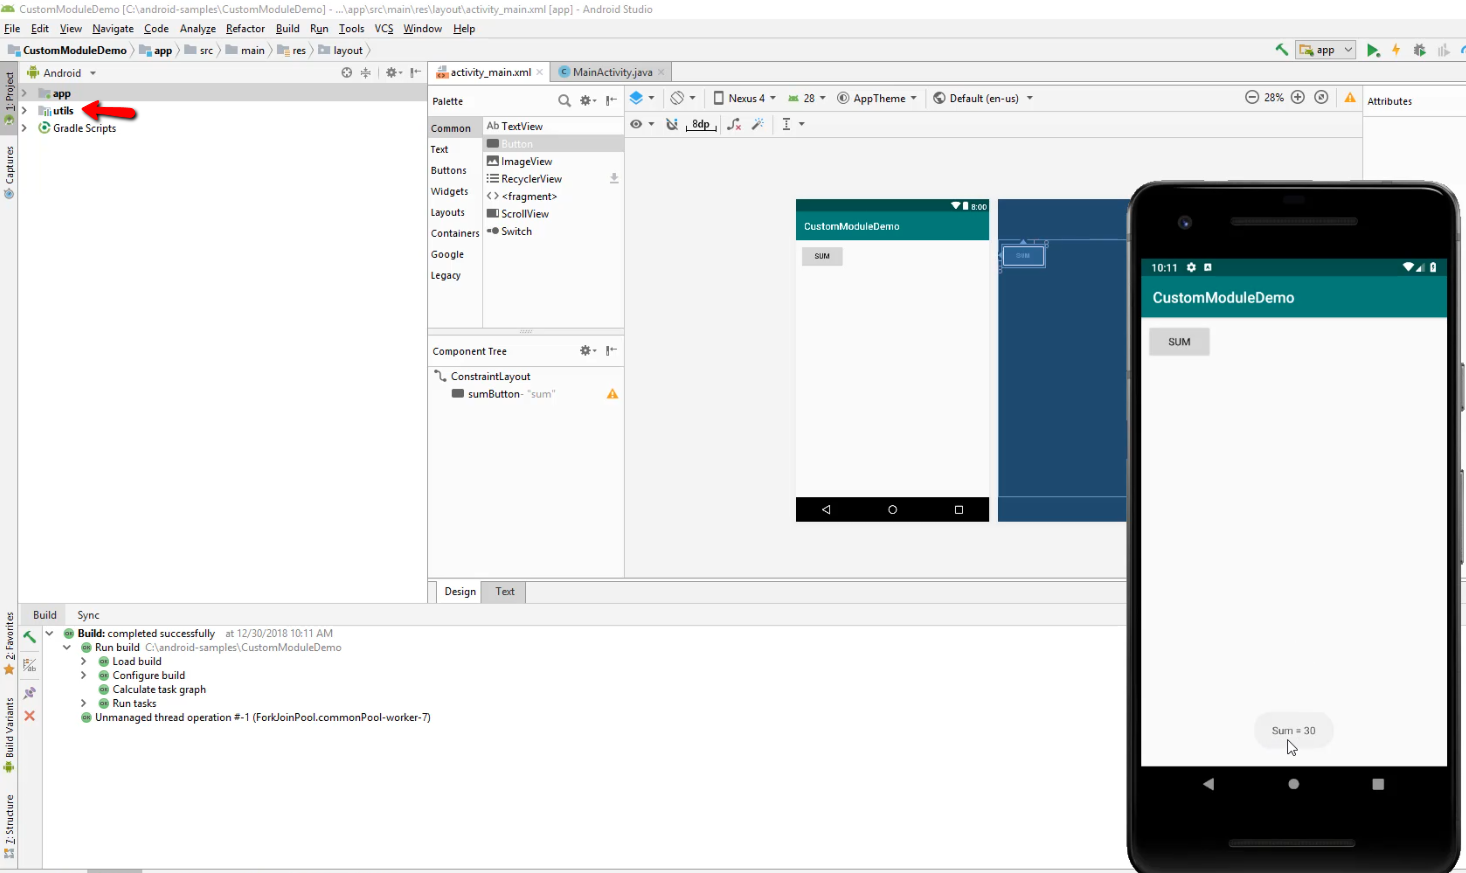 CustomModuleDemo [C:\android-samples\CustomModuleDemo] - ...\app\src\main\res\layout\activity_main.xml [app] - Android Studio
File Edit View Navigate Code Analyze Refactor Build Run Tools VCS Window Help
CustomModuleDemo app src main res layout
app
1: Project
Captures
2: Favorites
Build Variants
7: Structure
Android
app
utils
Gradle Scripts
activity_main.xml MainActivity.java
Palette
Common
Text
Buttons
Widgets
Layouts
Containers
Google
Legacy
Ab TextView
Button
ImageView
RecyclerView
<fragment>
ScrollView
Switch
Component Tree
ConstraintLayout
sumButton- "sum"
Nexus 4 28 AppTheme Default (en-us) 28%
8dp
Attributes
8:00
CustomModuleDemo
SUM
SUM
10:11
CustomModuleDemo
SUM
Sum = 30
Design Text
Build Sync
Build: completed successfully at 12/30/2018 10:11 AM
Run build C:\android-samples\CustomModuleDemo
Load build
Configure build
Calculate task graph
Run tasks
Unmanaged thread operation #-1 (ForkJoinPool.commonPool-worker-7)